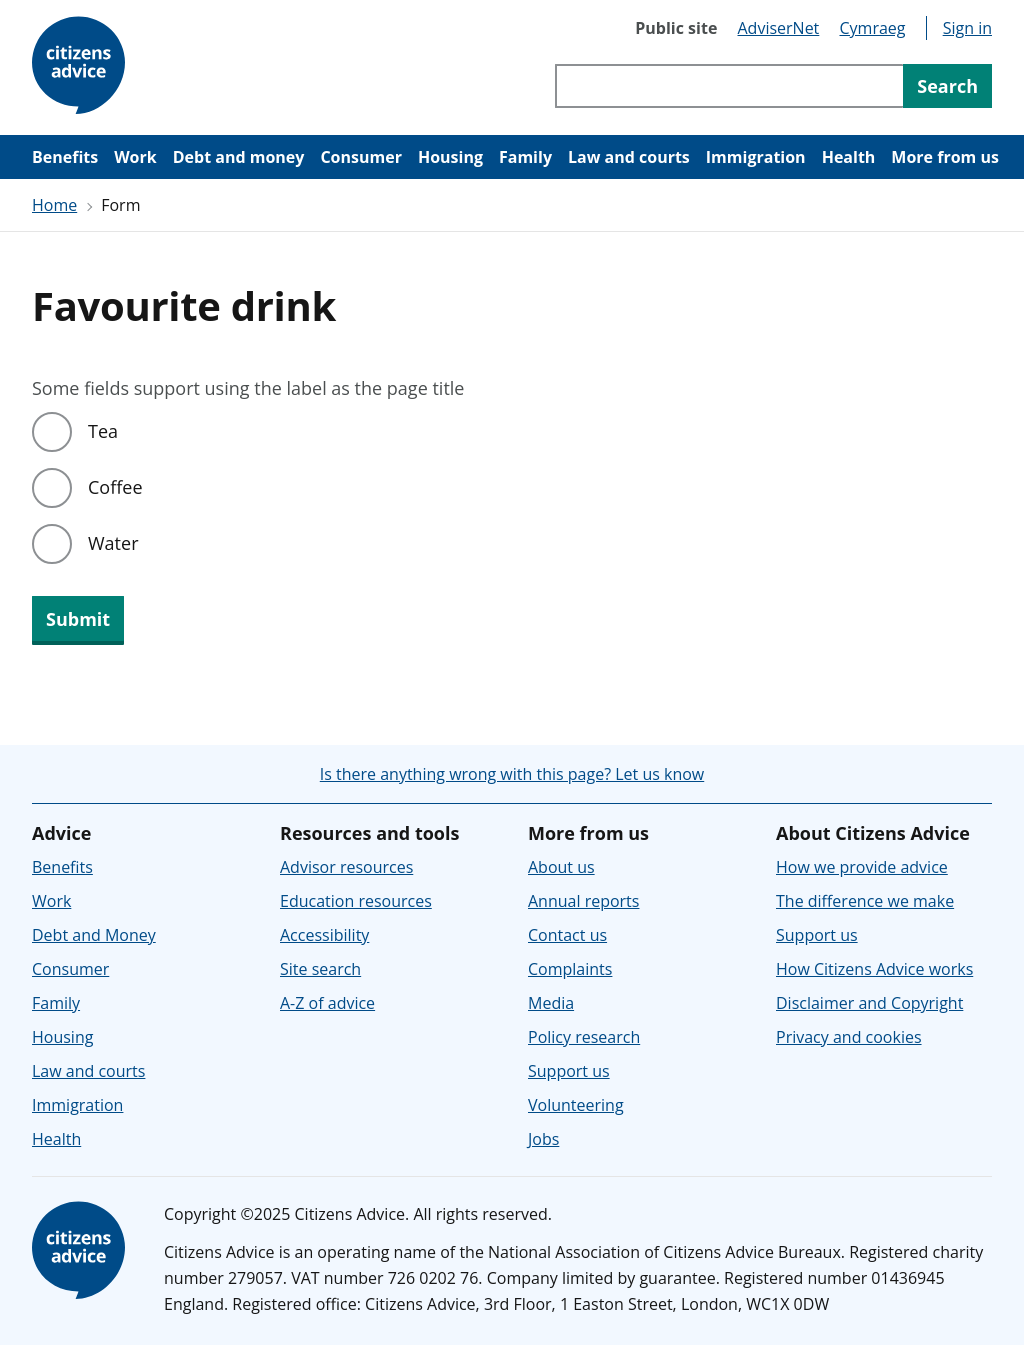 citizens
advice
Public site AdviserNet Cymraeg Sign in
Search
Benefits Work Debt and money Consumer Housing Family Law and courts Immigration Health More from us
Home Form
Favourite drink
Some fields support using the label as the page title
Tea
Coffee
Water
Submit
Is there anything wrong with this page? Let us know
Advice
Benefits
Work
Debt and Money
Consumer
Family
Housing
Law and courts
Immigration
Health
Resources and tools
Advisor resources
Education resources
Accessibility
Site search
A-Z of advice
More from us
About us
Annual reports
Contact us
Complaints
Media
Policy research
Support us
Volunteering
Jobs
About Citizens Advice
How we provide advice
The difference we make
Support us
How Citizens Advice works
Disclaimer and Copyright
Privacy and cookies
citizens
advice
Copyright ©2025 Citizens Advice. All rights reserved.
Citizens Advice is an operating name of the National Association of Citizens Advice Bureaux. Registered charity
number 279057. VAT number 726 0202 76. Company limited by guarantee. Registered number 01436945
England. Registered office: Citizens Advice, 3rd Floor, 1 Easton Street, London, WC1X 0DW